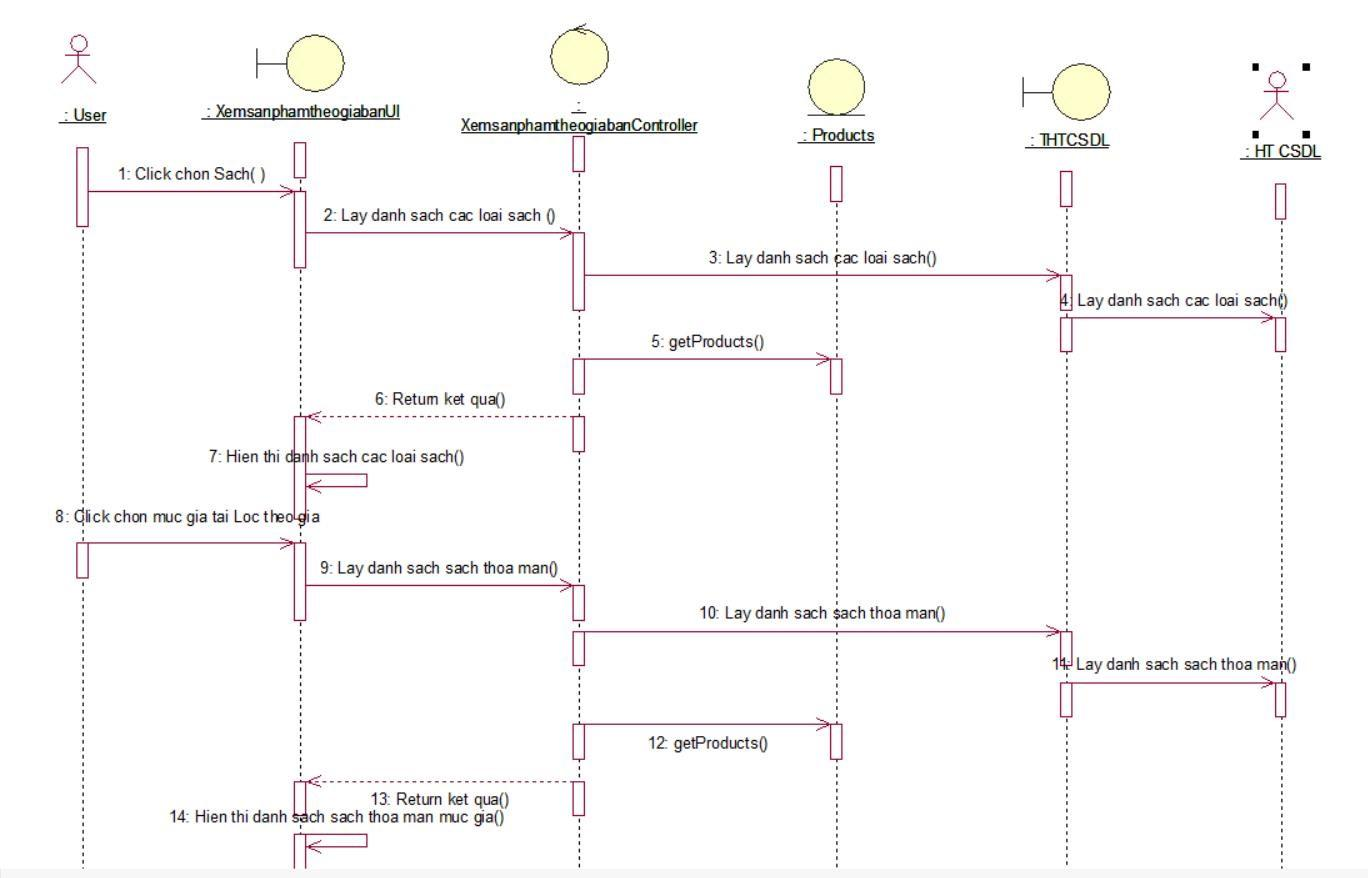 : User
: XemsanphamtheogiabanUI
:
XemsanphamtheogiabanController
: Products
: THTCSDL
: HT CSDL
1: Click chon Sach( )
2: Lay danh sach cac loai sach ()
3: Lay danh sach cac loai sach()
4: Lay danh sach cac loai sach()
5: getProducts()
6: Return ket qua()
7: Hien thi danh sach cac loai sach()
8: Click chon muc gia tai Loc theo gia
9: Lay danh sach sach thoa man()
10: Lay danh sach sach thoa man()
11: Lay danh sach sach thoa man()
12: getProducts()
13: Return ket qua()
14: Hien thi danh sach sach thoa man muc gia()